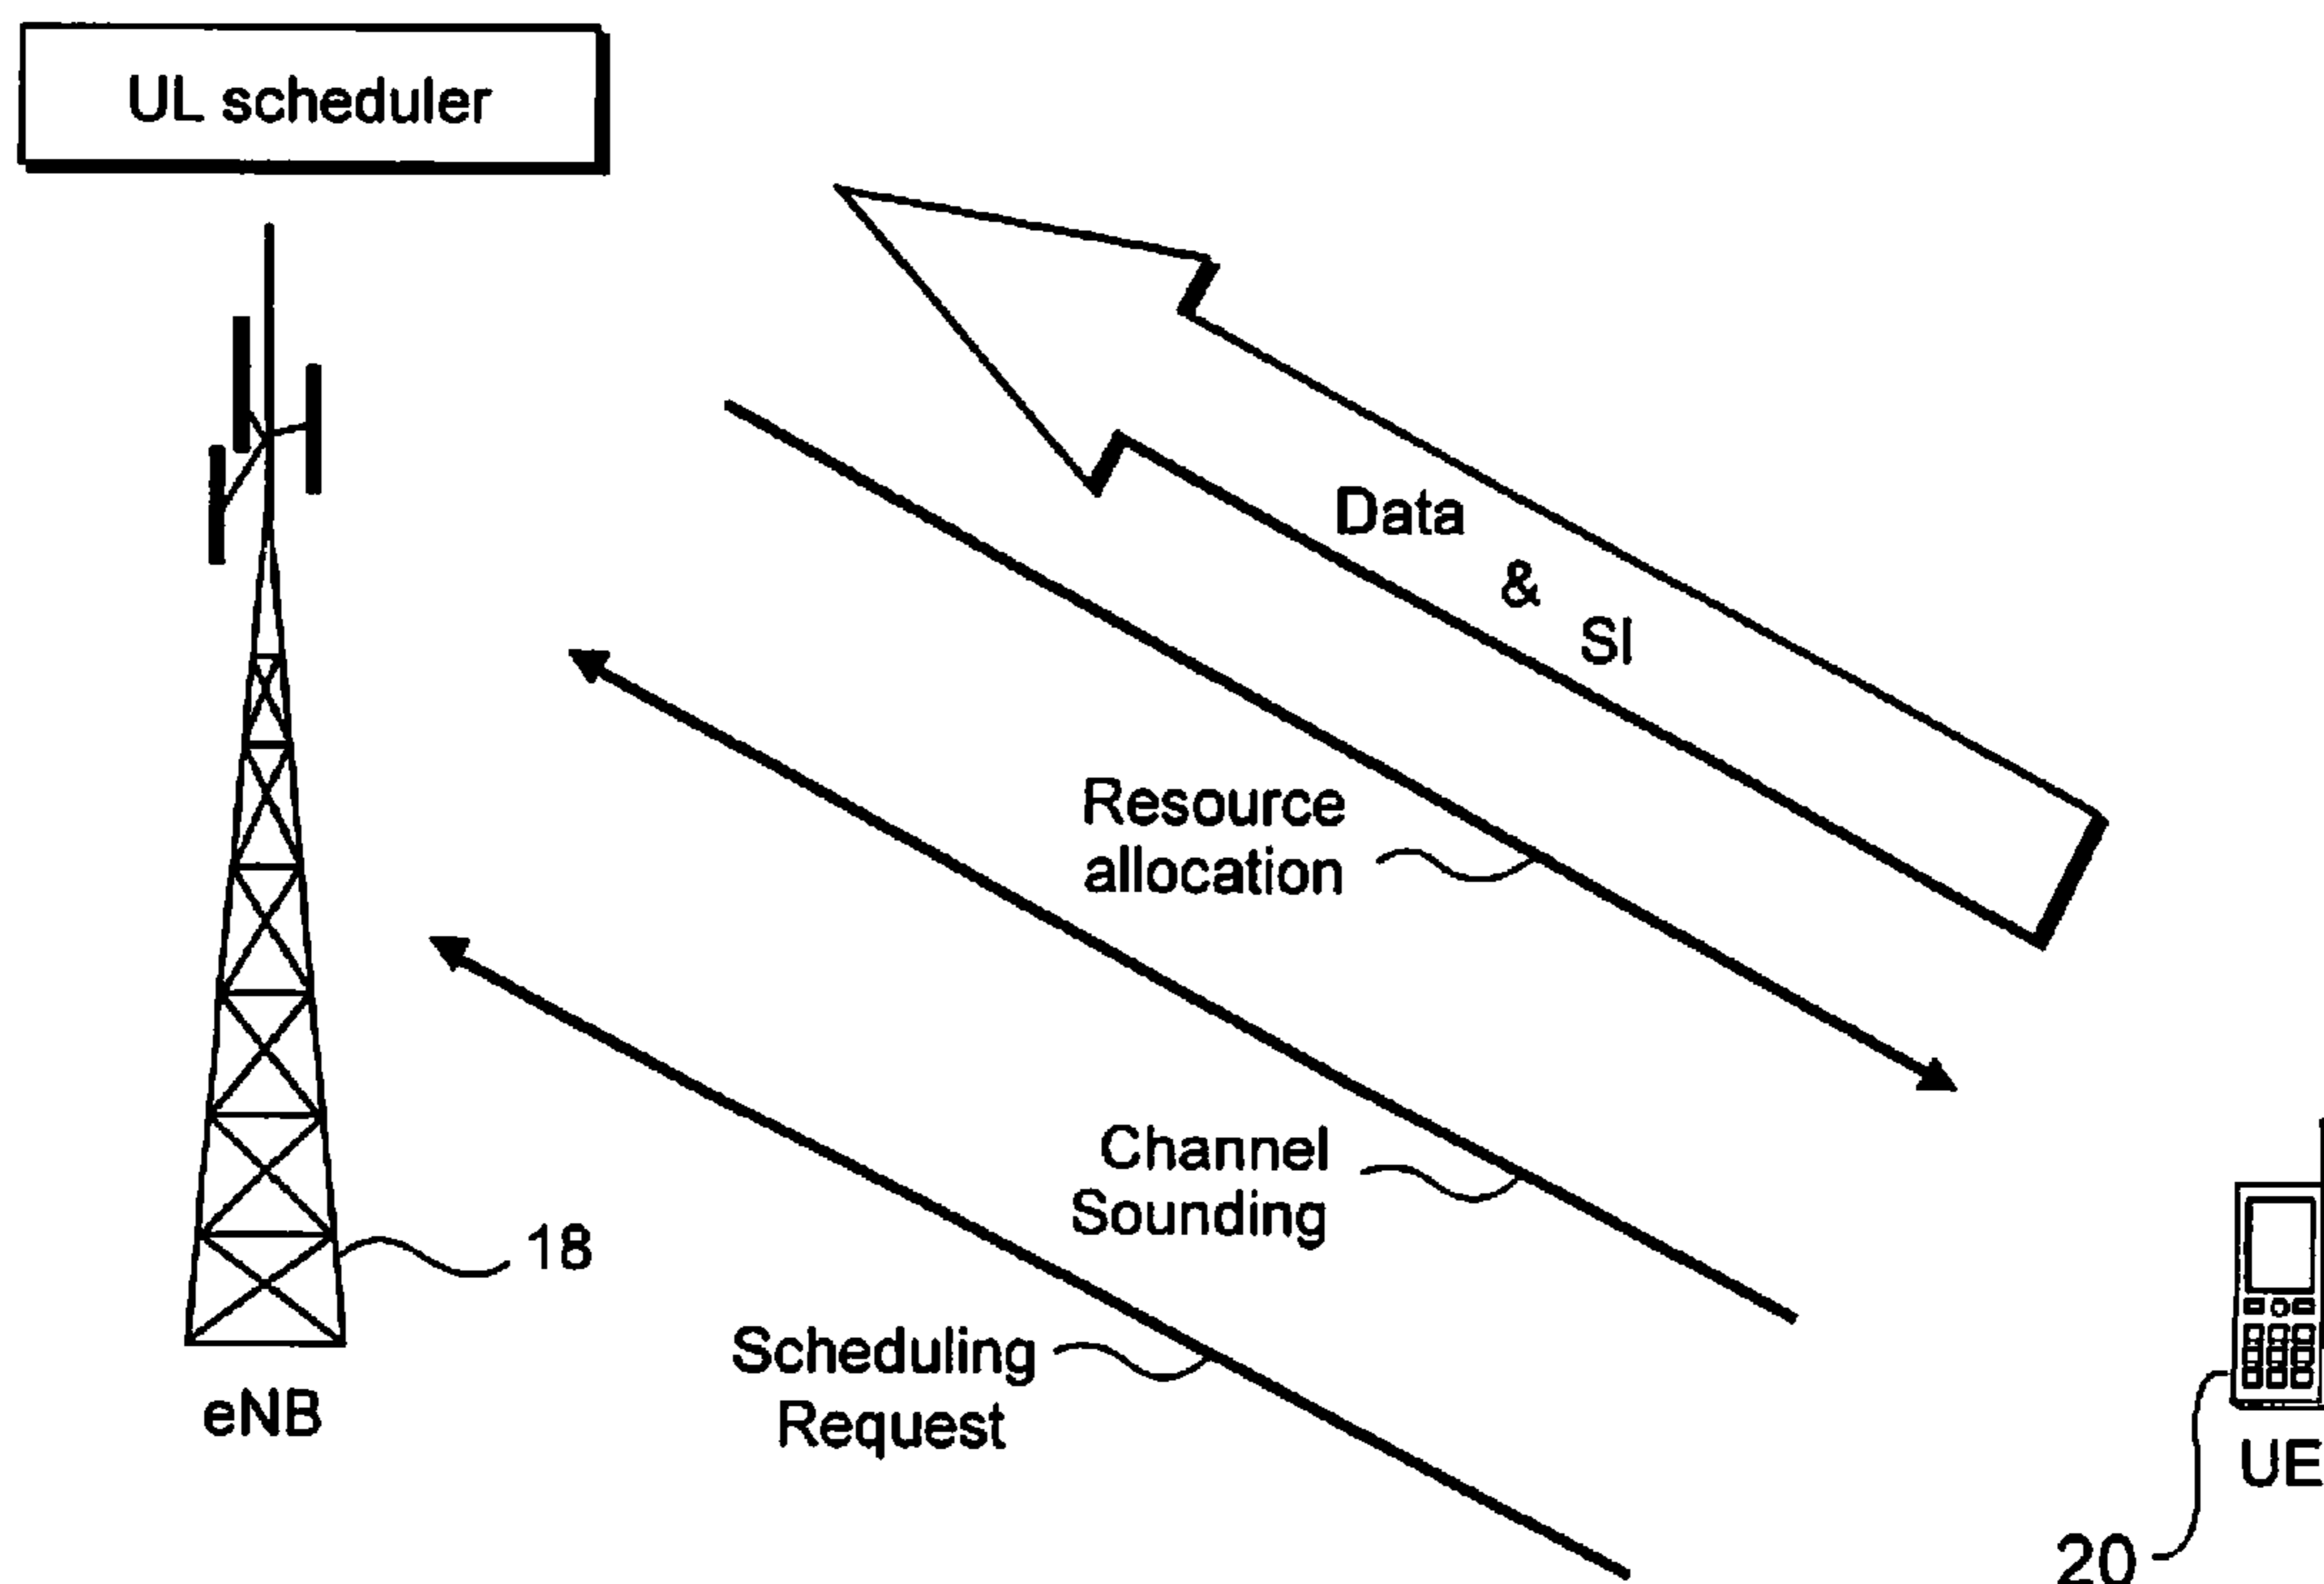 UL scheduler
Data
&
SI
Resource
allocation
Channel
Sounding
18
Scheduling
Request
eNB
UE
20